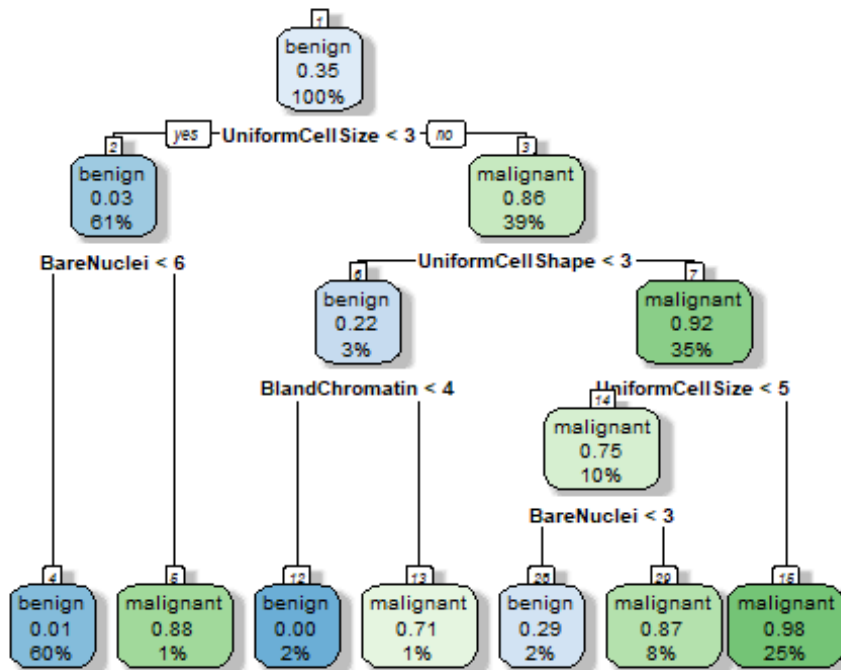 1
benign
0.35
100%
yes UniformCellSize < 3 no
2
benign
0.03
61%
3
malignant
0.86
39%
BareNuclei < 6
UniformCellShape < 3
6
benign
0.22
3%
7
malignant
0.92
35%
BlandChromatin < 4
UniformCellSize < 5
14
malignant
0.75
10%
BareNuclei < 3
4
benign
0.01
60%
5
malignant
0.88
1%
12
benign
0.00
2%
13
malignant
0.71
1%
28
benign
0.29
2%
29
malignant
0.87
8%
15
malignant
0.98
25%